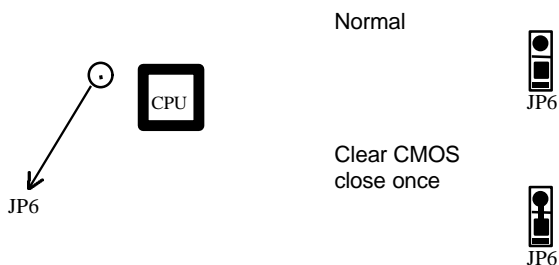 Normal
CPU
JP6
JP6
Clear CMOS
close once
JP6